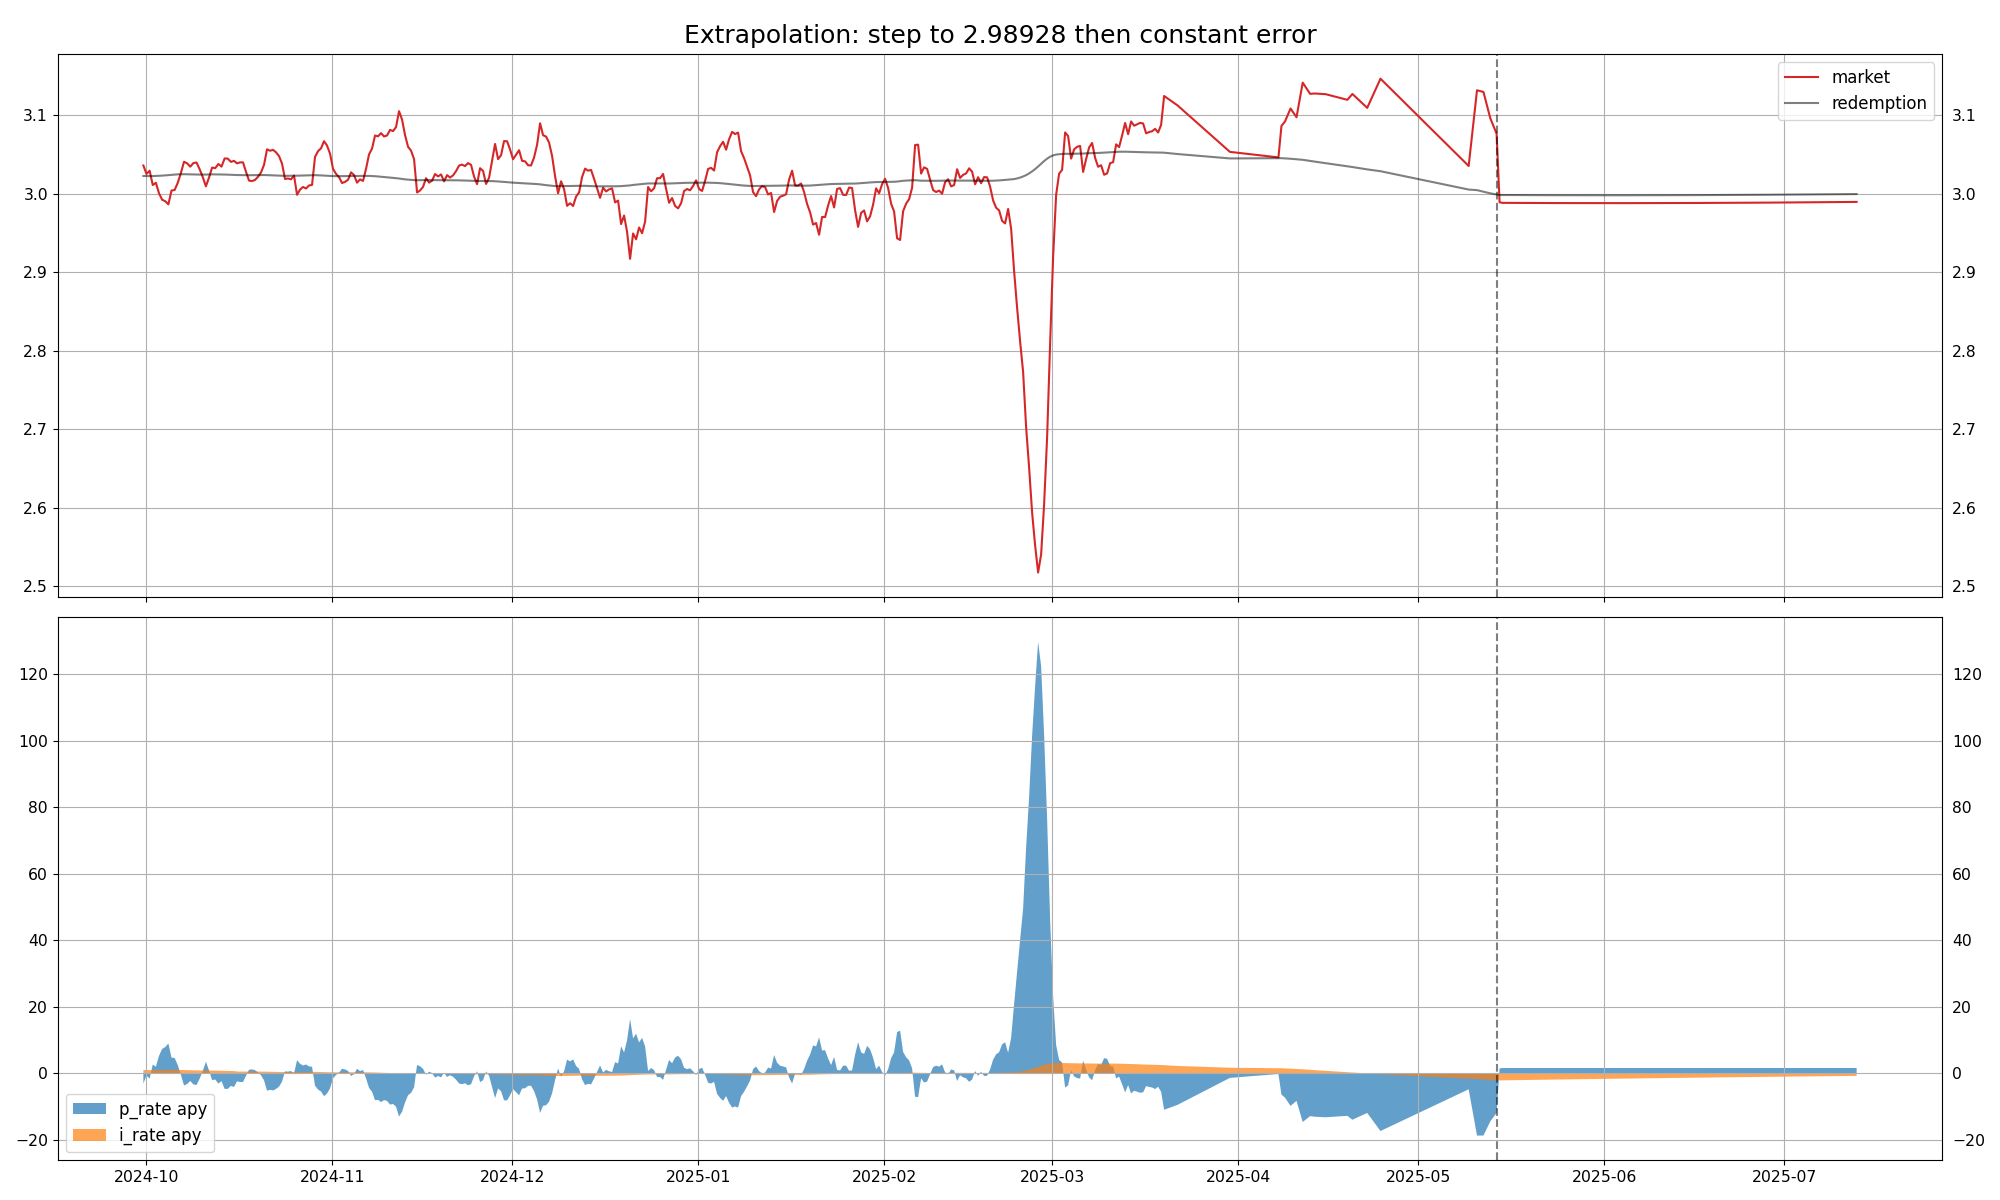 Extrapolation: step to 2.98928 then constant error
market
redemption
3.1 3.1
3.0 3.0
2.9 2.9
2.8 2.8
2.7 2.7
2.6 2.6
2.5 2.5
120 120
100 100
80 80
60 60
40 40
20 20
0 0
−20 −20
p_rate apy
i_rate apy
2024-10 2024-11 2024-12 2025-01 2025-02 2025-03 2025-04 2025-05 2025-06 2025-07